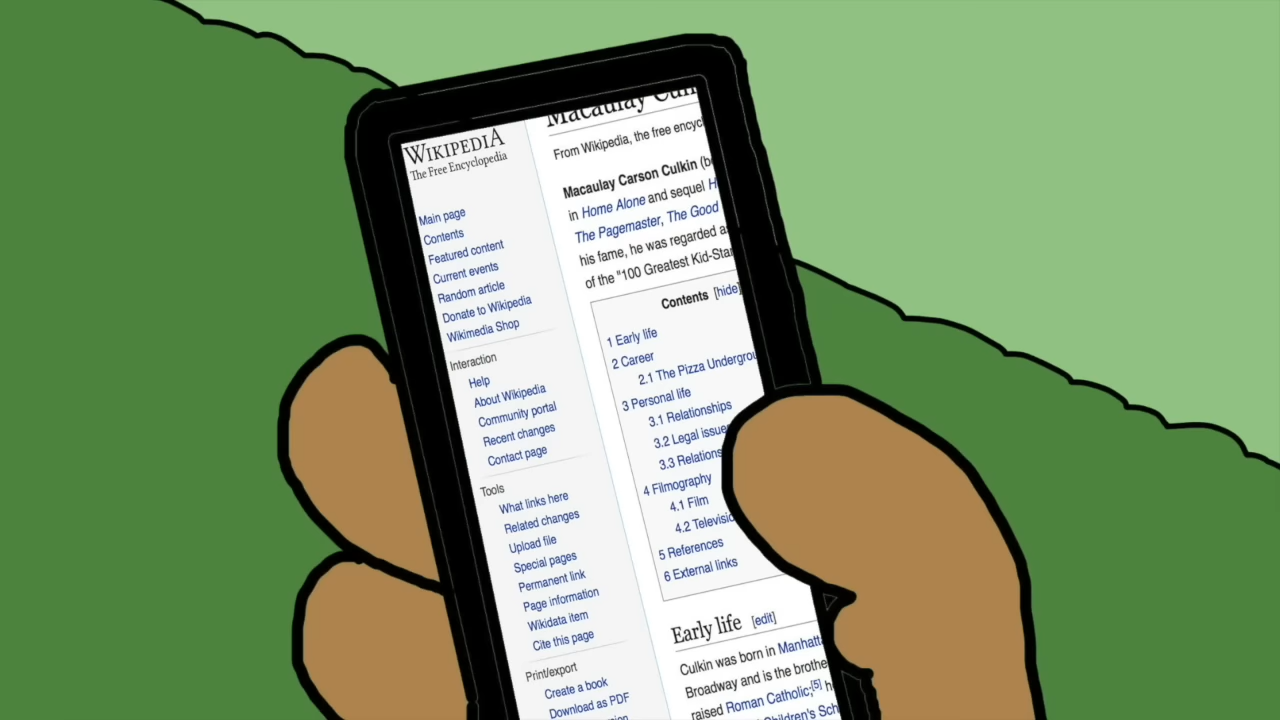 WIKIPEDIA
The Free Encyclopedia
Main page
Contents
Featured content
Current events
Random article
Donate to Wikipedia
Wikimedia Shop
Interaction
Help
About Wikipedia
Community portal
Recent changes
Contact page
Tools
What links here
Related changes
Upload file
Special pages
Permanent link
Page information
Wikidata item
Cite this page
Print/export
Create a book
Download as PDF
Macaulay
From Wikipedia, the free encyc
Macaulay Carson Culkin (b
in Home Alone and sequel H
The Pagemaster, The Good
his fame, he was regarded a
of the "100 Greatest Kid-Star
Contents [hide]
1 Early life
2 Career
2.1 The Pizza Undergrou
3 Personal life
3.1 Relationships
3.2 Legal issue
3.3 Relations
4 Filmography
4.1 Film
4.2 Televisio
5 References
6 External links
Early life [edit]
Culkin was born in Manhatta
Broadway and is the brothe
raised Roman Catholic;[5] h
Children's Sch